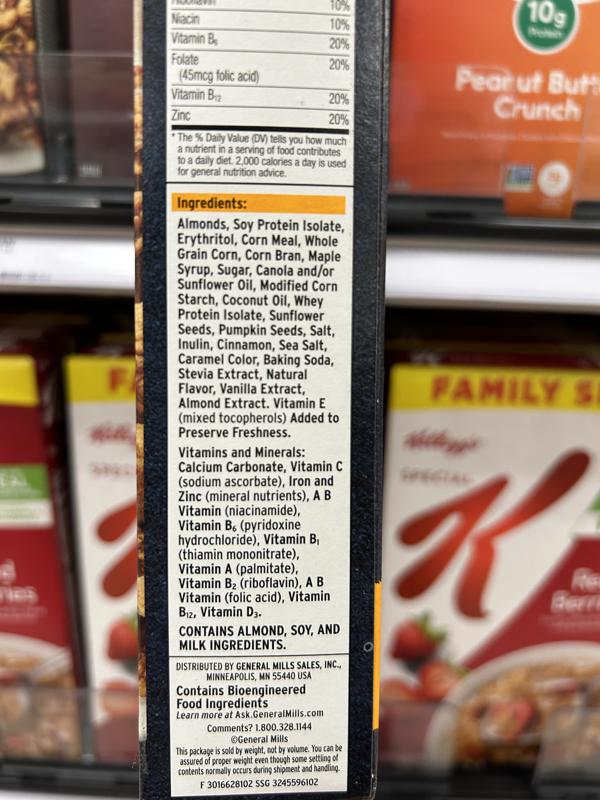 Riboflavin 10%
Niacin 10%
Vitamin B6 20%
Folate 20%
(45mcg folic acid)
Vitamin B12 20%
Zinc 20%
* The % Daily Value (DV) tells you how much
a nutrient in a serving of food contributes
to a daily diet. 2,000 calories a day is used
for general nutrition advice.
Ingredients:
Almonds, Soy Protein Isolate,
Erythritol, Corn Meal, Whole
Grain Corn, Corn Bran, Maple
Syrup, Sugar, Canola and/or
Sunflower Oil, Modified Corn
Starch, Coconut Oil, Whey
Protein Isolate, Sunflower
Seeds, Pumpkin Seeds, Salt,
Inulin, Cinnamon, Sea Salt,
Caramel Color, Baking Soda,
Stevia Extract, Natural
Flavor, Vanilla Extract,
Almond Extract. Vitamin E
(mixed tocopherols) Added to
Preserve Freshness.
Vitamins and Minerals:
Calcium Carbonate, Vitamin C
(sodium ascorbate), Iron and
Zinc (mineral nutrients), A B
Vitamin (niacinamide),
Vitamin B6 (pyridoxine
hydrochloride), Vitamin B1
(thiamin mononitrate),
Vitamin A (palmitate),
Vitamin B2 (riboflavin), A B
Vitamin (folic acid), Vitamin
B12, Vitamin D3.
CONTAINS ALMOND, SOY, AND
MILK INGREDIENTS.
DISTRIBUTED BY GENERAL MILLS SALES, INC.,
MINNEAPOLIS, MN 55440 USA
Contains Bioengineered
Food Ingredients
Learn more at Ask.GeneralMills.com
Comments? 1.800.328.1144
©General Mills
This package is sold by weight, not by volume. You can be
assured of proper weight even though some settling of
contents normally occurs during shipment and handling.
F 3016628102 SSG 3245596102
10g
Protein
Peanut Butt
Crunch
FA
Kellogg's
SPEC
FAMILY S
Kellogg's
SPECIAL
K
Re
Berri